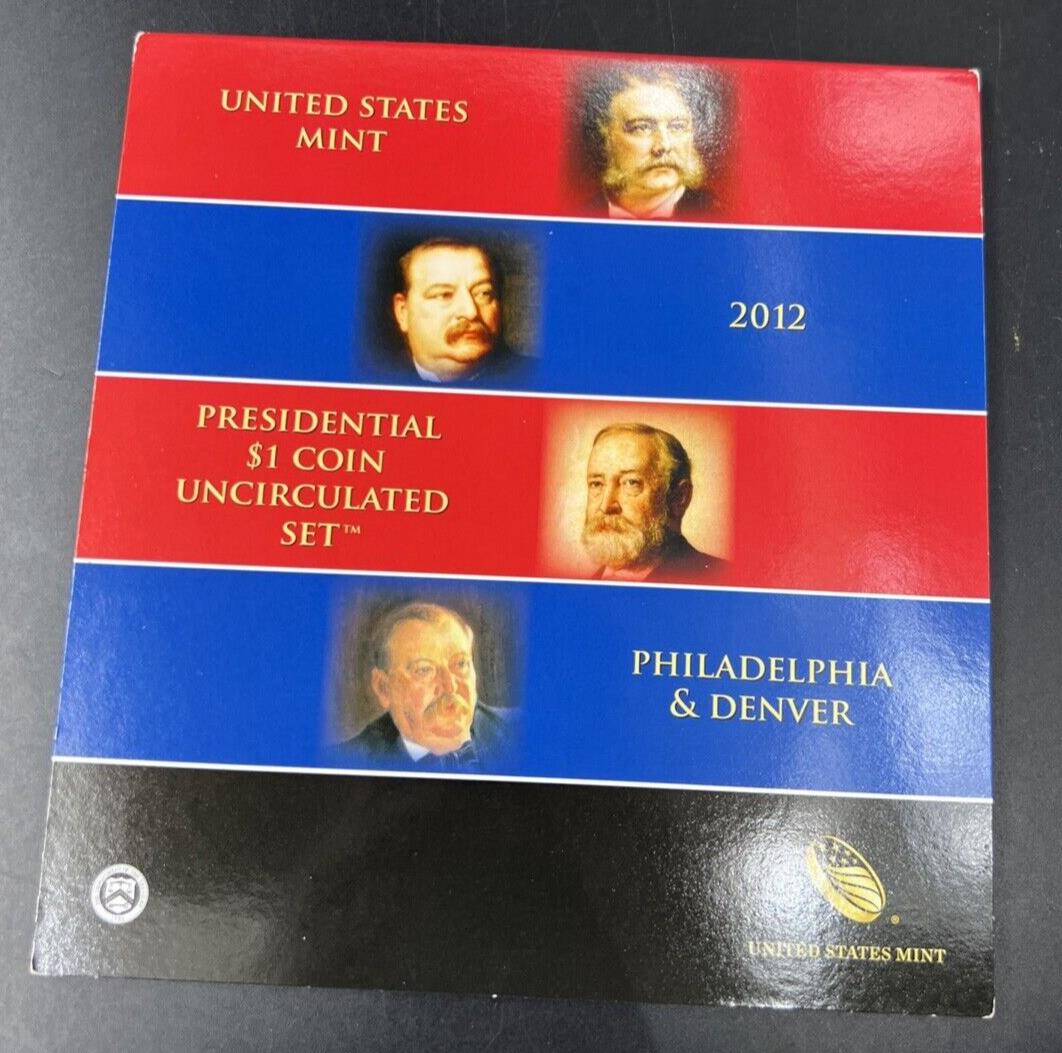 UNITED STATES
MINT
2012
PRESIDENTIAL
$1 COIN
UNCIRCULATED
SET™
PHILADELPHIA
& DENVER
®
UNITED STATES MINT